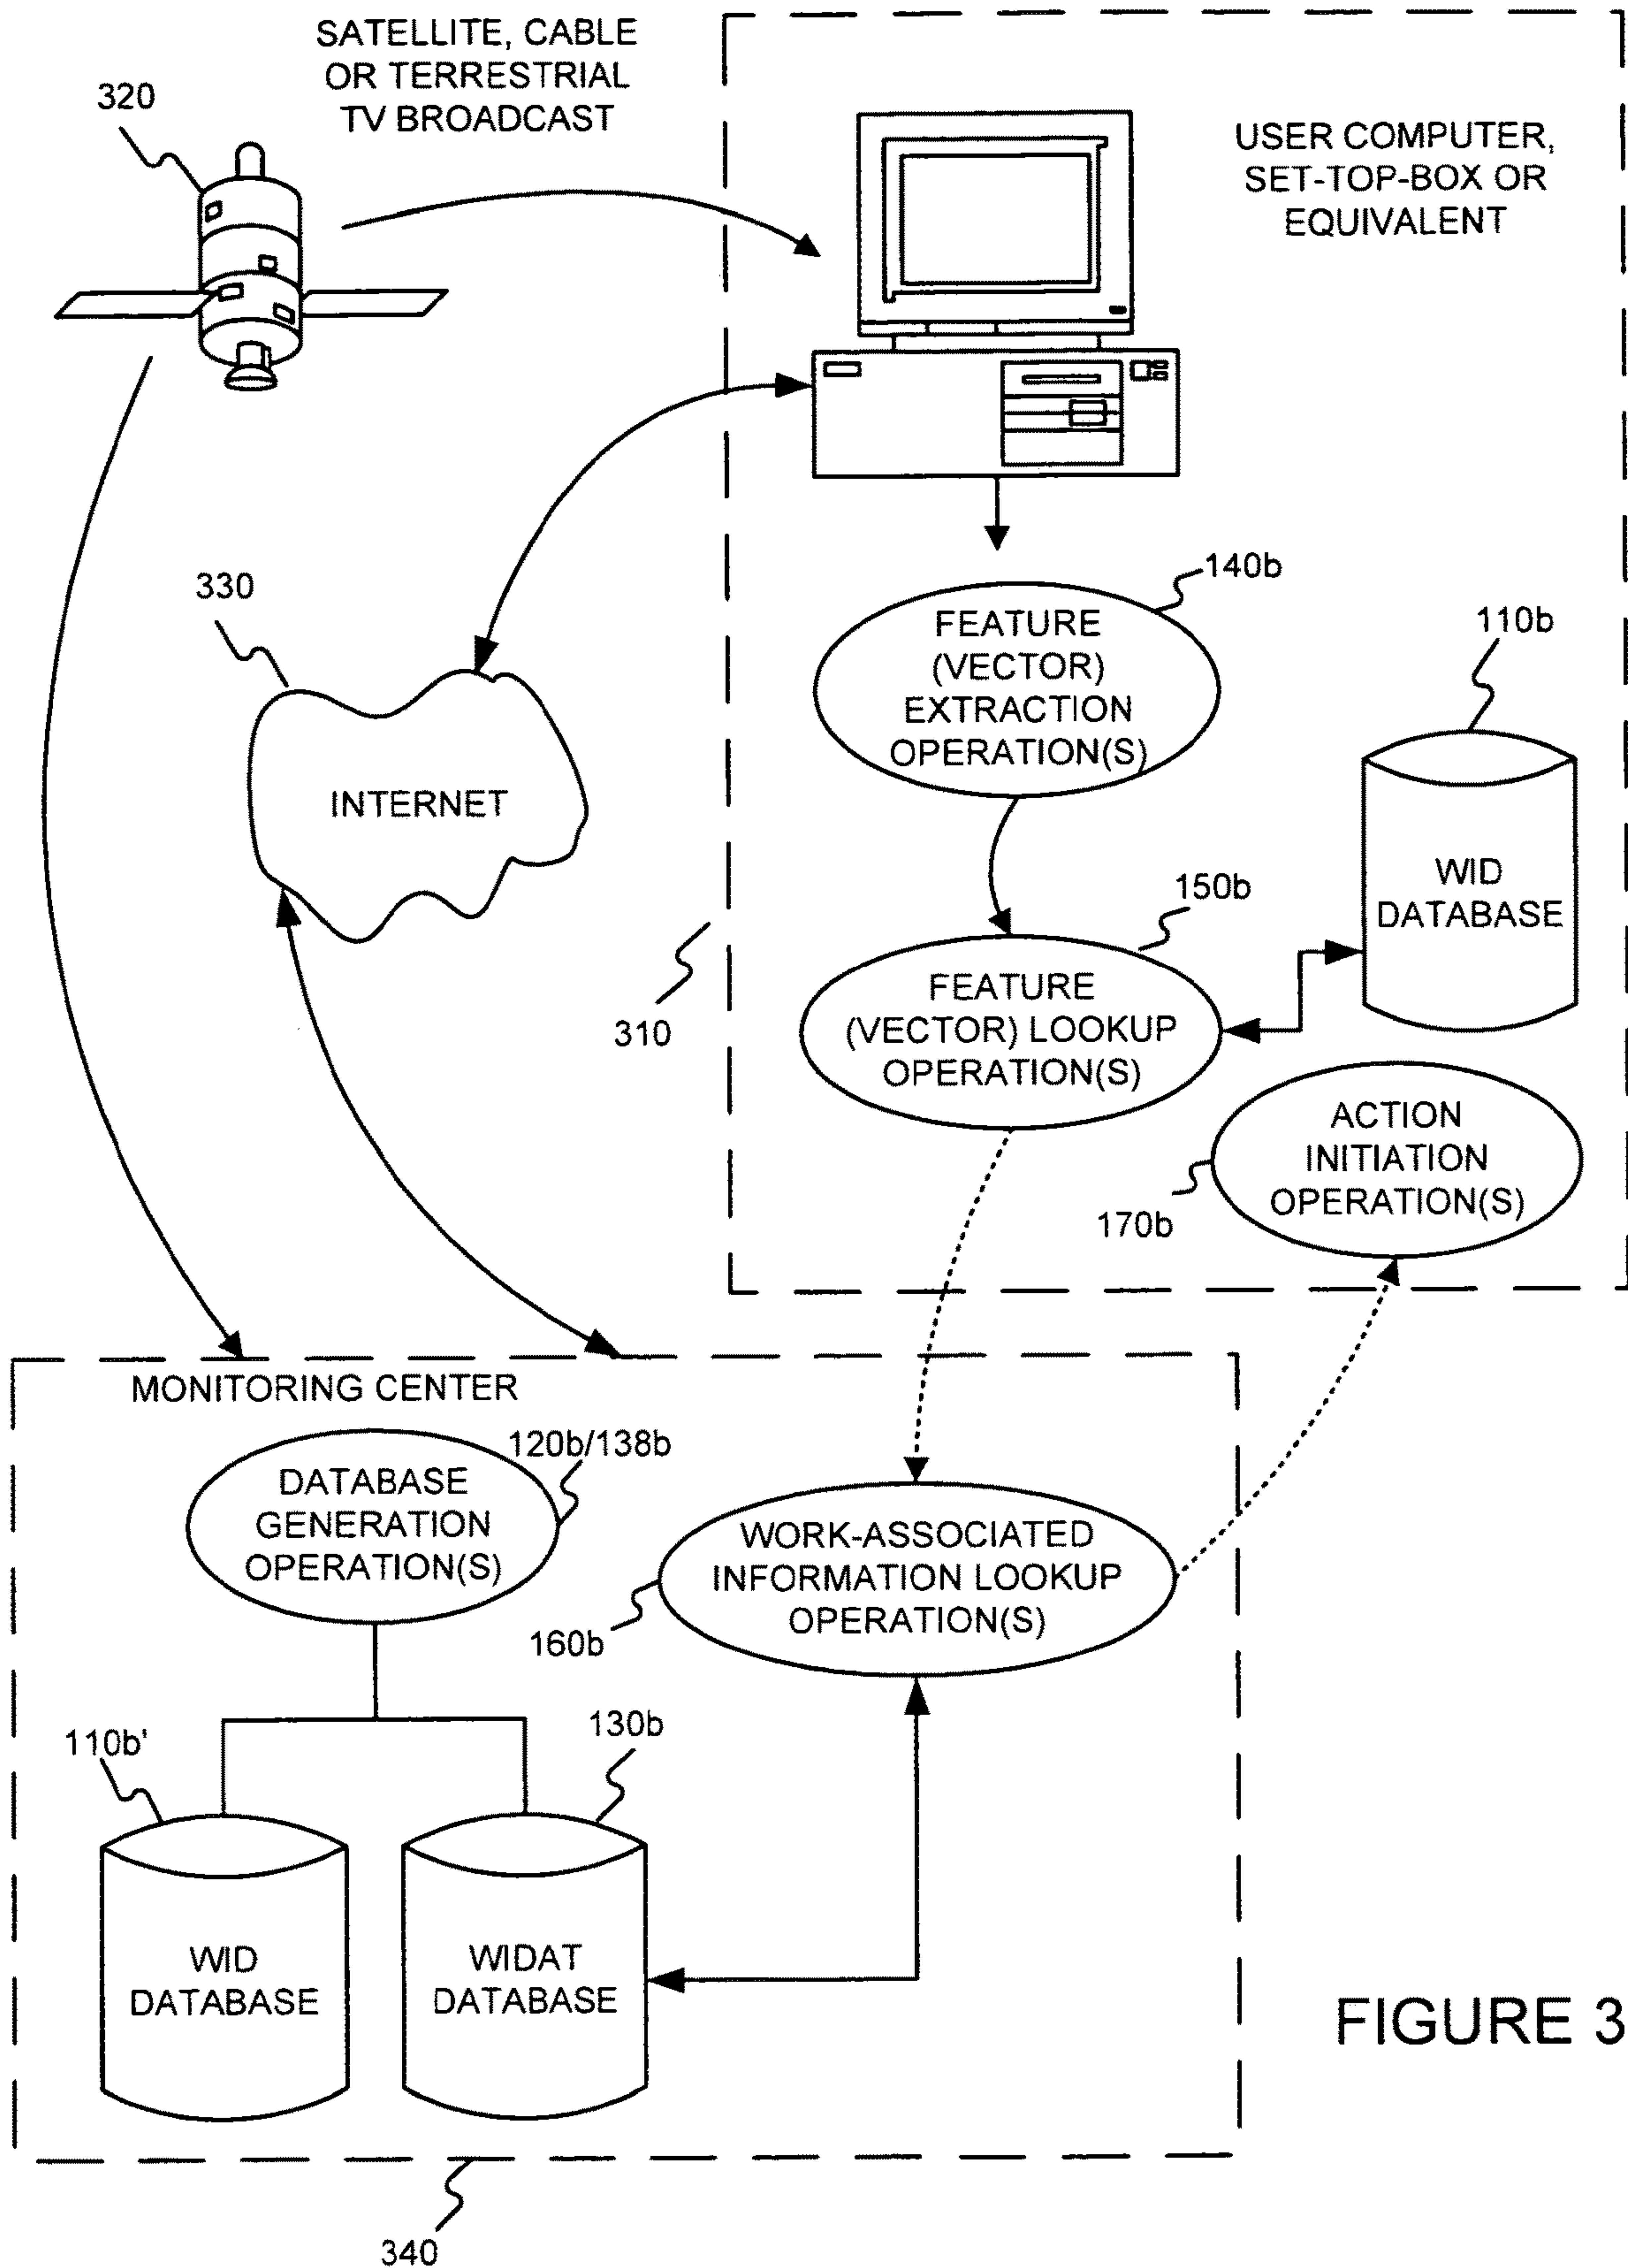 SATELLITE, CABLE
OR TERRESTRIAL
TV BROADCAST
320
USER COMPUTER,
SET-TOP-BOX OR
EQUIVALENT
330
INTERNET
140b
FEATURE
(VECTOR)
EXTRACTION
OPERATION(S)
110b
WID
DATABASE
150b
FEATURE
(VECTOR) LOOKUP
OPERATION(S)
310
ACTION
INITIATION
OPERATION(S)
170b
MONITORING CENTER
120b/138b
DATABASE
GENERATION
OPERATION(S)
WORK-ASSOCIATED
INFORMATION LOOKUP
OPERATION(S)
160b
110b'
130b
WID
DATABASE
WIDAT
DATABASE
FIGURE 3
340